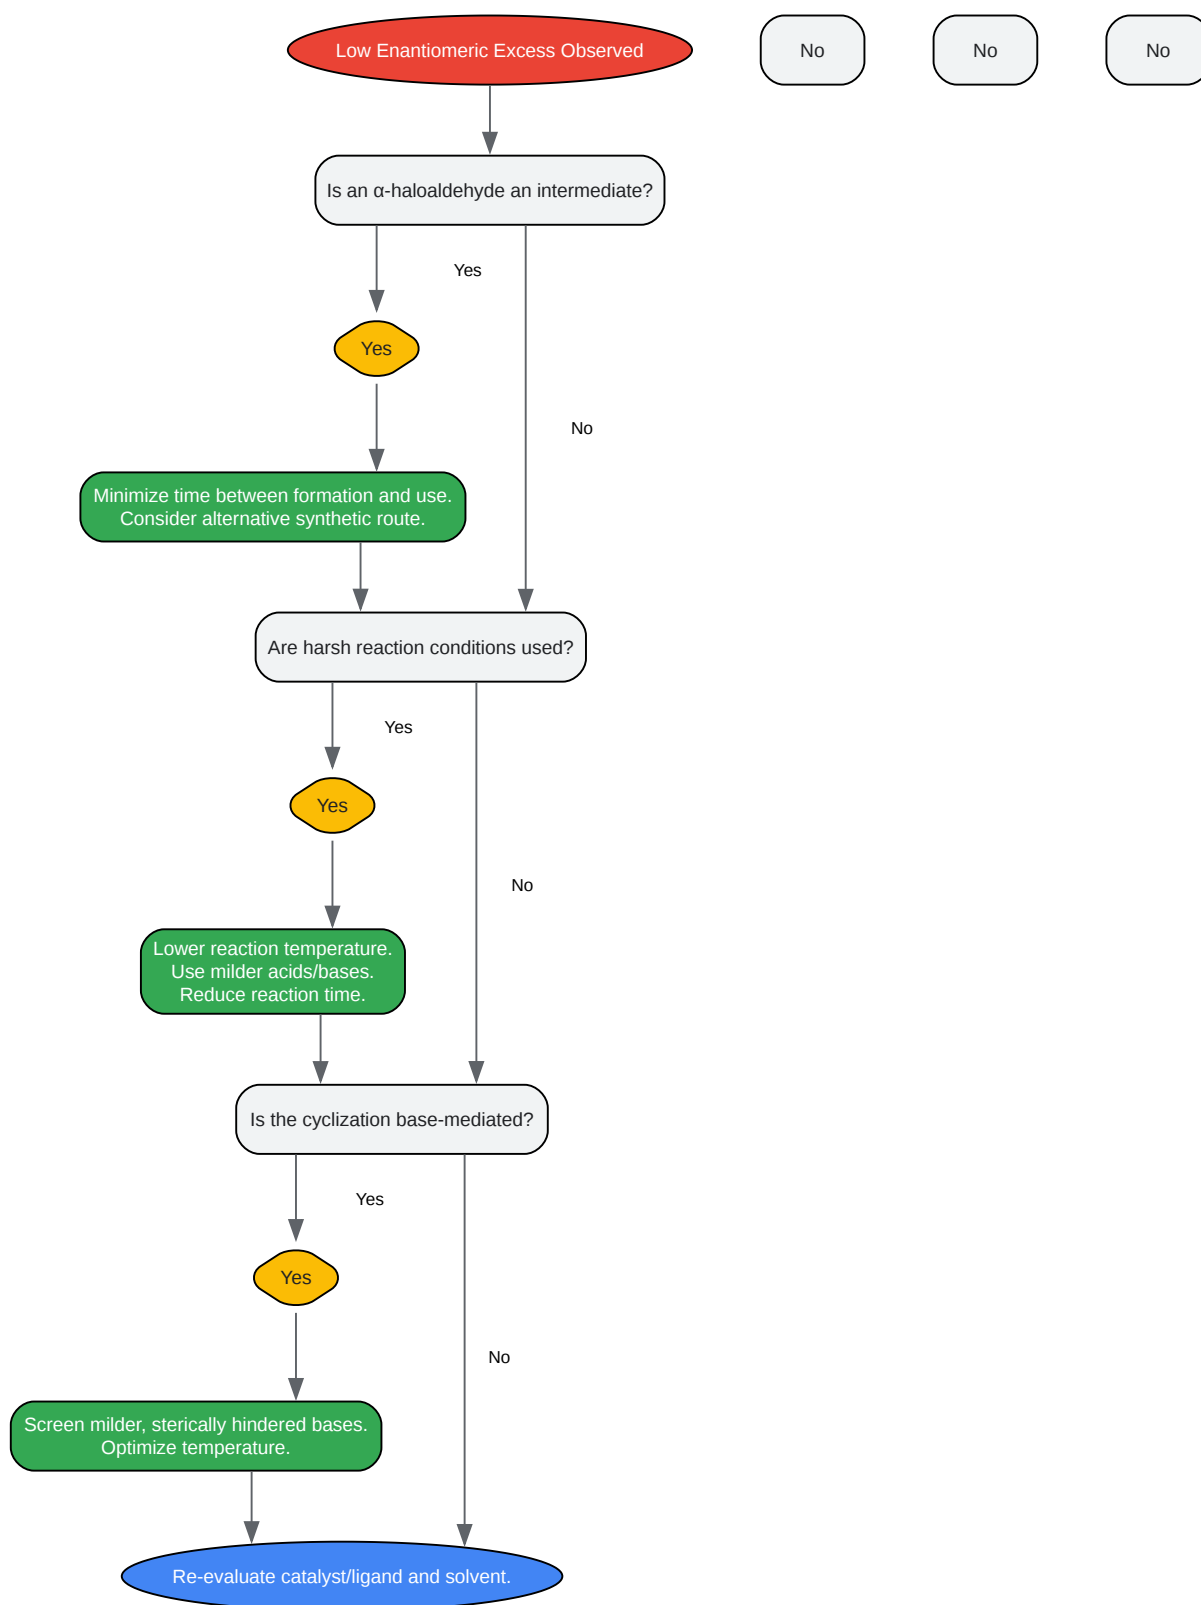 Low Enantiomeric Excess Observed
No
No
No
Is an α-haloaldehyde an intermediate?
Yes
Yes
No
Minimize time between formation and use.
Consider alternative synthetic route.
Are harsh reaction conditions used?
Yes
Yes
No
Lower reaction temperature.
Use milder acids/bases.
Reduce reaction time.
Is the cyclization base-mediated?
Yes
Yes
No
Screen milder, sterically hindered bases.
Optimize temperature.
Re-evaluate catalyst/ligand and solvent.